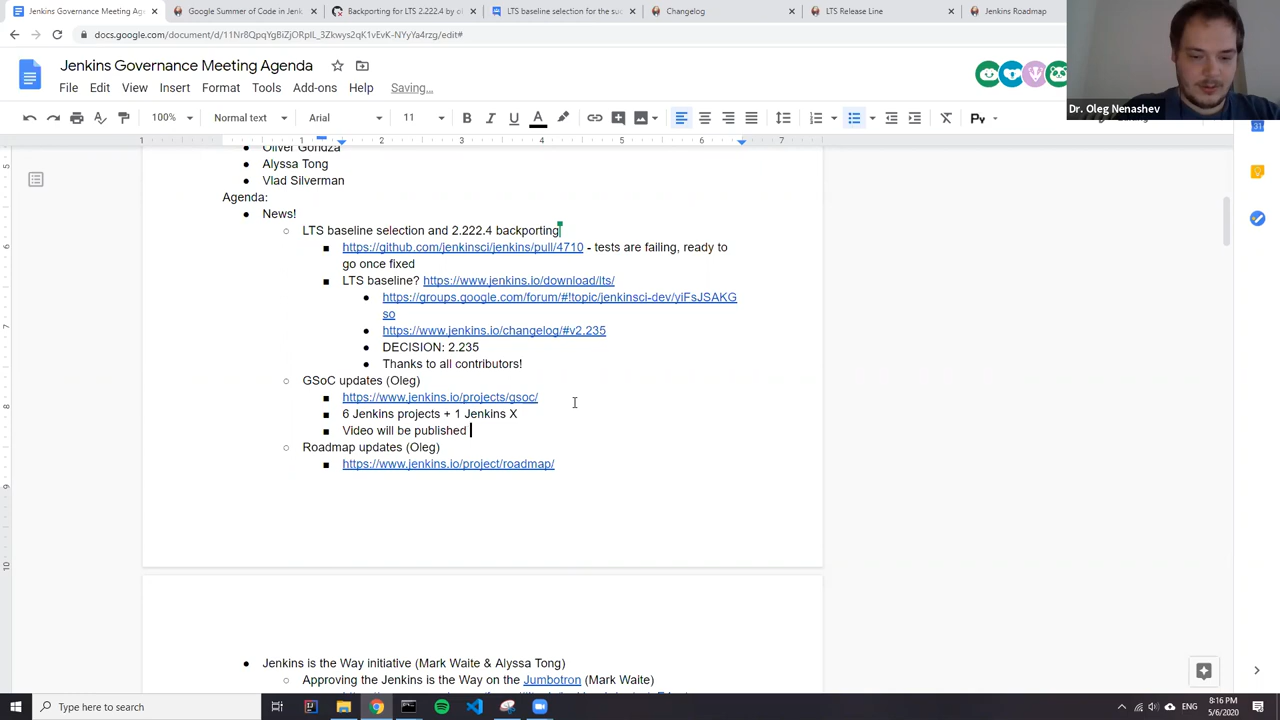 Jenkins Governance Meeting Age
Google Summer of Code in Jenk
Backporting for LTS 2.222.4 by ol
LTS baseline selection for the su
Changelog
LTS Release Line
Jenkins Roadmap
docs.google.com/document/d/11Nr8QpqYgBiZjORpIL_3Zkwys2qK1vEvK-NYyYa4rzg/edit#
Jenkins Governance Meeting Agenda
File Edit View Insert Format Tools Add-ons Help Saving...
100% Normal text Arial 11 B I U A
Dr. Oleg Nenashev
1 1 2 3 4 5 6 7
Oliver Gondza
Alyssa Tong
Vlad Silverman
Agenda:
News!
LTS baseline selection and 2.222.4 backporting
https://github.com/jenkinsci/jenkins/pull/4710 - tests are failing, ready to
go once fixed
LTS baseline? https://www.jenkins.io/download/lts/
https://groups.google.com/forum/#!topic/jenkinsci-dev/yiFsJSAKG
so
https://www.jenkins.io/changelog/#v2.235
DECISION: 2.235
Thanks to all contributors!
GSoC updates (Oleg)
https://www.jenkins.io/projects/gsoc/
6 Jenkins projects + 1 Jenkins X
Video will be published
Roadmap updates (Oleg)
https://www.jenkins.io/project/roadmap/
Jenkins is the Way initiative (Mark Waite & Alyssa Tong)
Approving the Jenkins is the Way on the Jumbotron (Mark Waite)
Type here to search
ENG
8:16 PM
5/6/2020